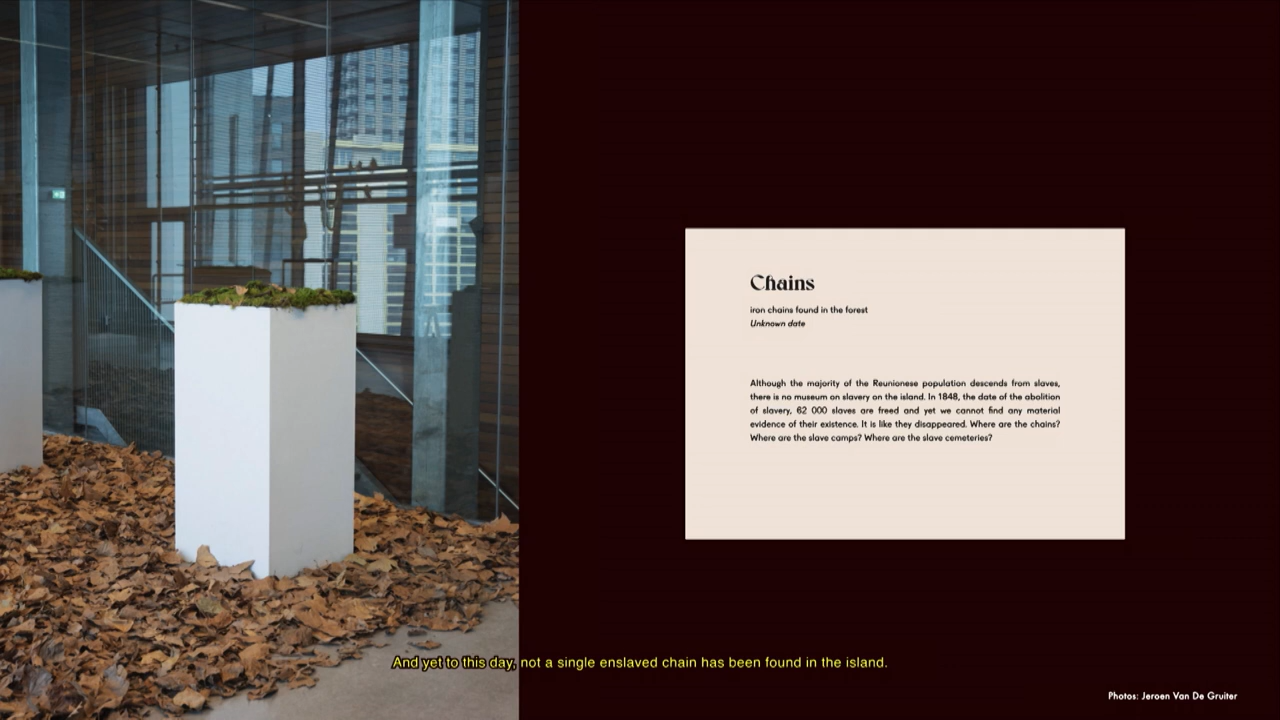 Chains
iron chains found in the forest
Unknown date
Although the majority of the Reunionese population descends from slaves,
there is no museum on slavery on the island. In 1848, the date of the abolition
of slavery, 62 000 slaves are freed and yet we cannot find any material
evidence of their existence. It is like they disappeared. Where are the chains?
Where are the slave camps? Where are the slave cemeteries?
And yet to this day, not a single enslaved chain has been found in the island.
Photos: Jeroen Van De Gruiter